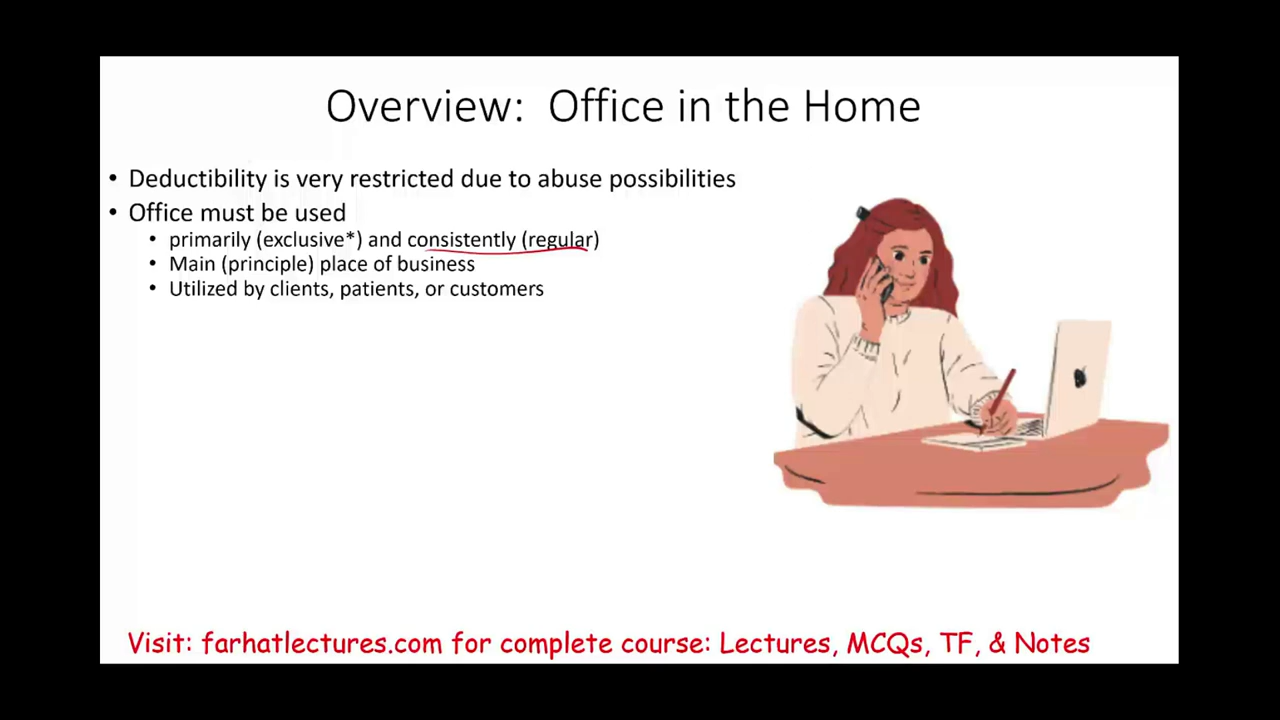 Overview: Office in the Home
• Deductibility is very restricted due to abuse possibilities
• Office must be used
• primarily (exclusive*) and consistently (regular)
• Main (principle) place of business
• Utilized by clients, patients, or customers
Visit: farhatlectures.com for complete course: Lectures, MCQs, TF, & Notes